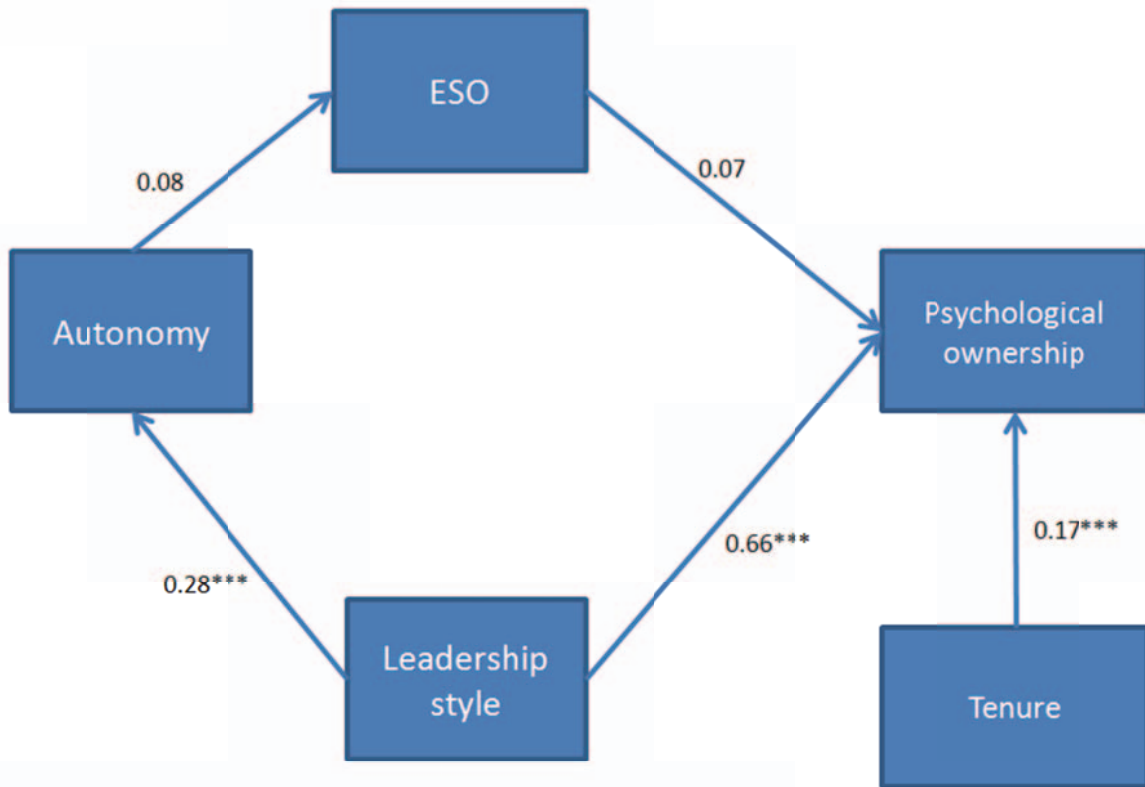 ESO
0.08
0.07
Autonomy
Psychological
ownership
0.28***
0.66***
0.17***
Leadership
style
Tenure